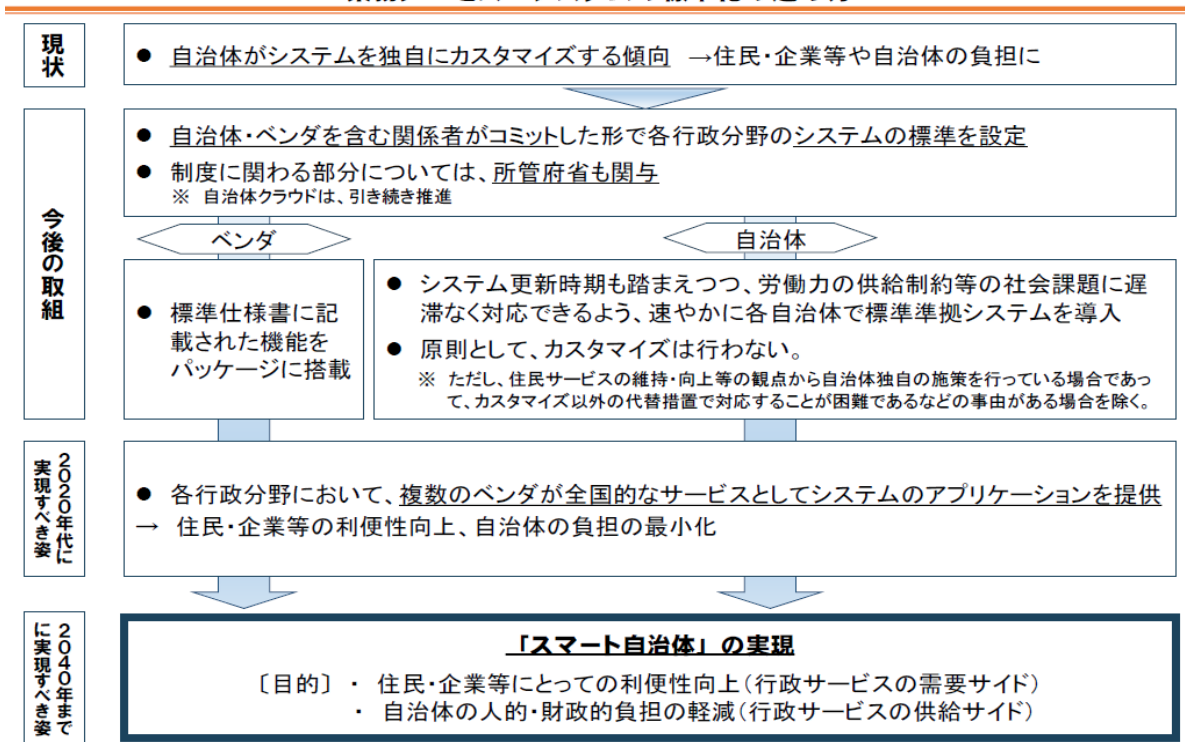 現状
● 自治体がシステムを独自にカスタマイズする傾向 →住民・企業等や自治体の負担に
今後の取組
● 自治体・ベンダを含む関係者がコミットした形で各行政分野のシステムの標準を設定
● 制度に関わる部分については、所管府省も関与
※ 自治体クラウドは、引き続き推進
ベンダ
● 標準仕様書に記
載された機能を
パッケージに搭載
自治体
● システム更新時期も踏まえつつ、労働力の供給制約等の社会課題に遅
滞なく対応できるよう、速やかに各自治体で標準準拠システムを導入
● 原則として、カスタマイズは行わない。
※ ただし、住民サービスの維持・向上等の観点から自治体独自の施策を行っている場合であっ
て、カスタマイズ以外の代替措置で対応することが困難であるなどの事由がある場合を除く。
2020年代に
実現すべき姿
● 各行政分野において、複数のベンダが全国的なサービスとしてシステムのアプリケーションを提供
→ 住民・企業等の利便性向上、自治体の負担の最小化
2040年まで
に実現すべき姿
「スマート自治体」の実現
〔目的〕・ 住民・企業等にとっての利便性向上(行政サービスの需要サイド)
・ 自治体の人的・財政的負担の軽減(行政サービスの供給サイド)